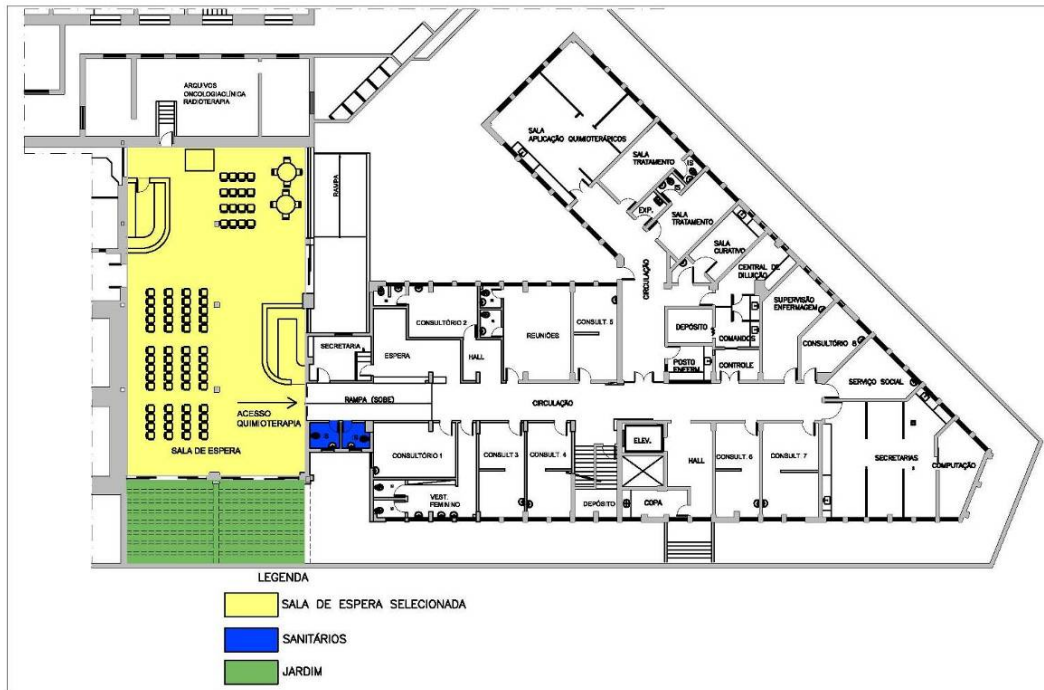 ARQUIVOS
ONCOLOGIACLÍNICA
RADIOTERAPIA
SALA
APLICAÇÃO QUIMIOTERÁPICOS
SALA
TRATAMENTO
IS
IS
EXP.
SALA
TRATAMENTO
SALA
CURATIVO
CENTRAL DE
DILUIÇÃO
RAMPA
CIRCULAÇÃO
SUPERVISÃO
ENFERMAGEM
CONSULTÓRIO 2
REUNIÕES
CONSULT. 5
DEPÓSITO
COMANDOS
CONSULTÓRIO 8
SECRETARIA
ESPERA
HALL
POSTO
ENFERM.
CONTROLE
SERVIÇO SOCIAL
RAMPA (SOBE)
CIRCULAÇÃO
ACESSO
QUIMIOTERAPIA
SALA DE ESPERA
CONSULTÓRIO 1
CONSULT. 3
CONSULT. 4
ELEV.
HALL
CONSULT. 6
CONSULT. 7
SECRETARIAS
COMPUTAÇÃO
VEST.
FEMININO
DEPÓSITO
COPA
LEGENDA
SALA DE ESPERA SELECIONADA
SANITÁRIOS
JARDIM